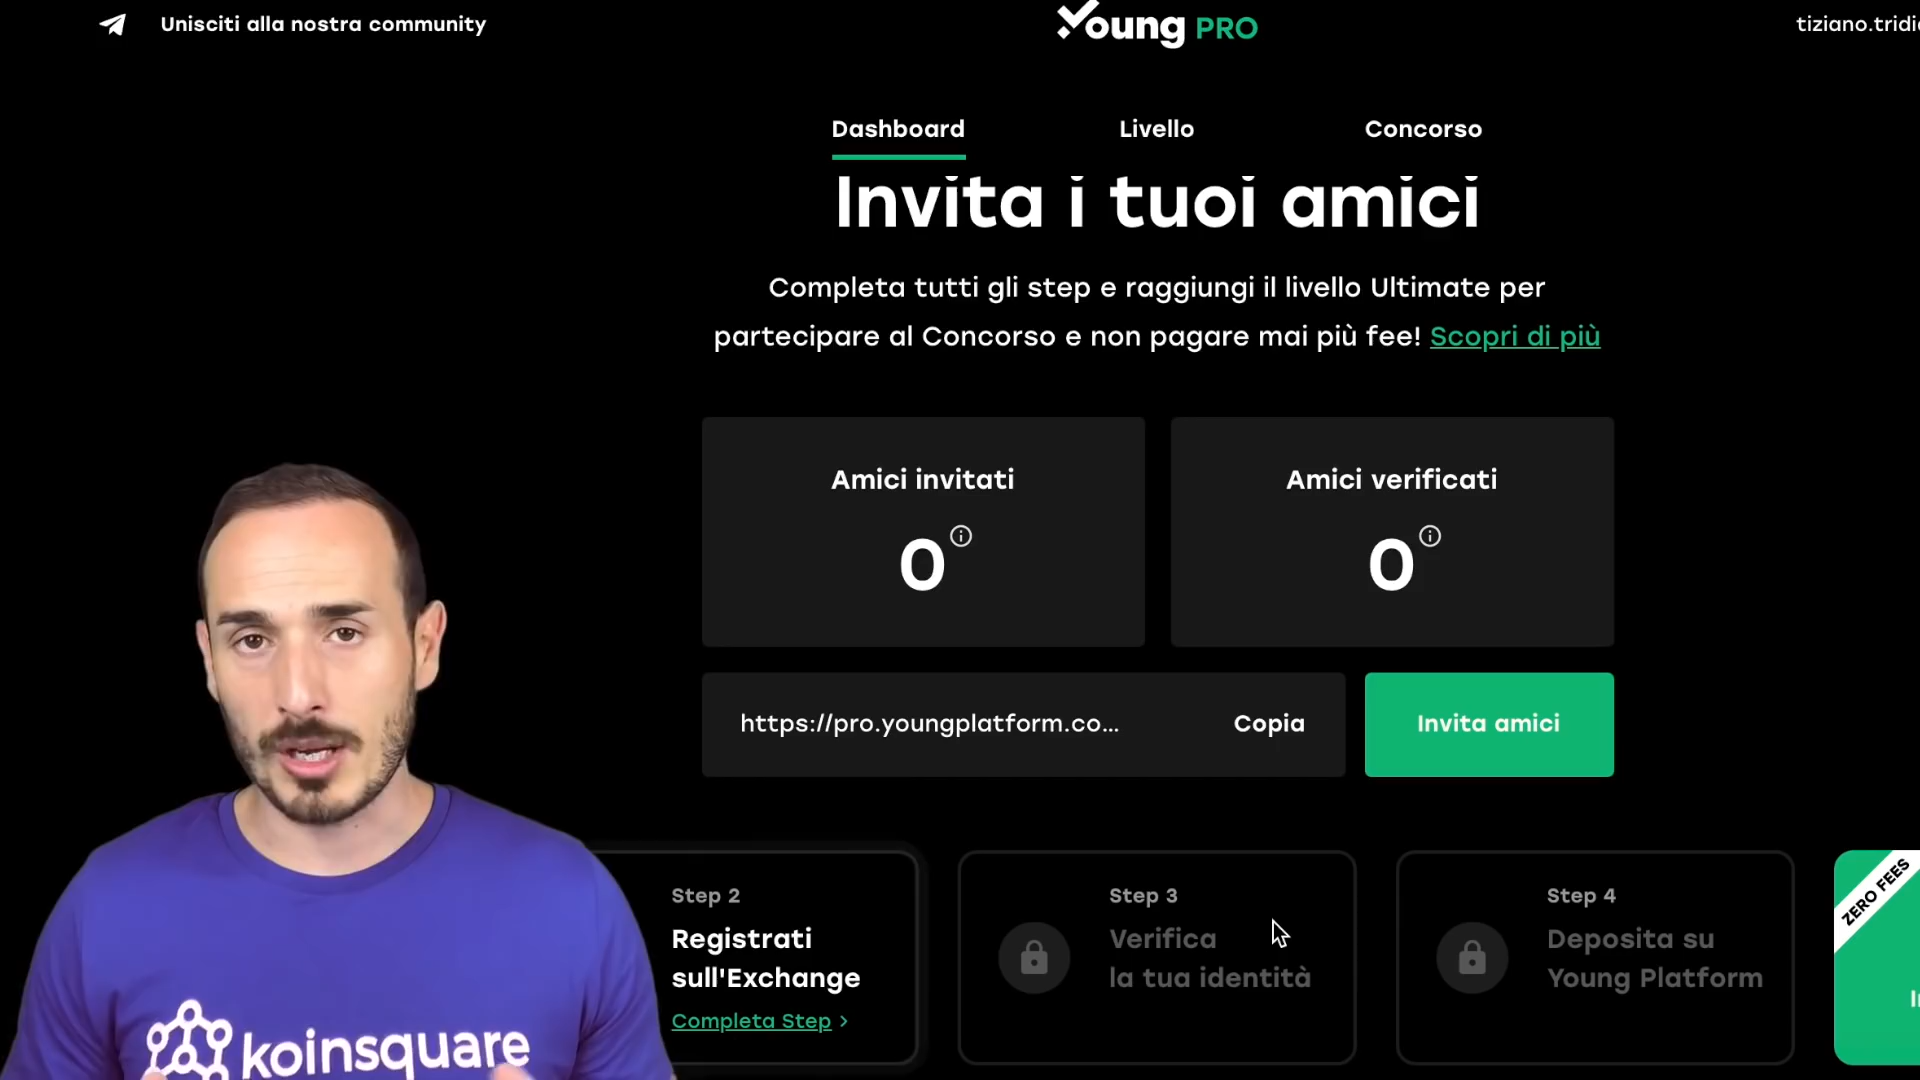 Unisciti alla nostra community
Young PRO
tiziano.tridi
Dashboard
Livello
Concorso
Invita i tuoi amici
Completa tutti gli step e raggiungi il livello Ultimate per
partecipare al Concorso e non pagare mai più fee! Scopri di più
Amici invitati
0
Amici verificati
0
https://pro.youngplatform.co...
Copia
Invita amici
Step 2
Registrati
sull'Exchange
Completa Step >
Step 3
Verifica
la tua identità
Step 4
Deposita su
Young Platform
ZERO FEES
koinsquare